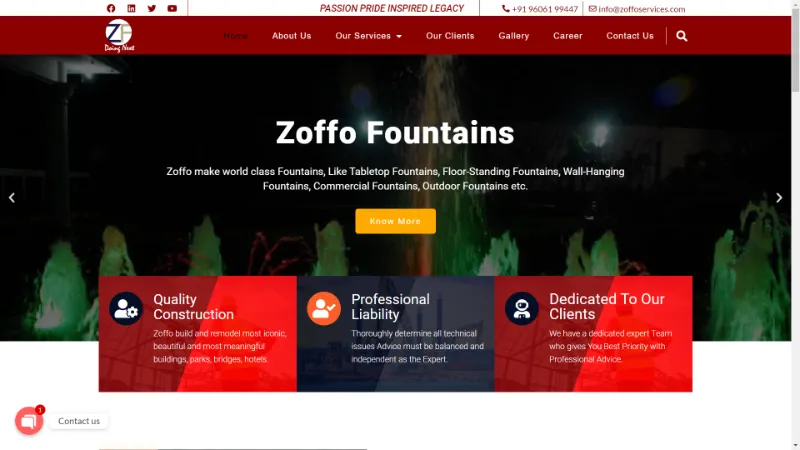 PASSION PRIDE INSPIRED LEGACY
+91 96061 99447
info@zoffoservices.com
ZF
Doing Next
Home
About Us
Our Services
Our Clients
Gallery
Career
Contact Us
Zoffo Fountains
Zoffo make world class Fountains, Like Tabletop Fountains, Floor-Standing Fountains, Wall-Hanging
Fountains, Commercial Fountains, Outdoor Fountains etc.
Know More
Quality
Construction
Zoffo build and remodel most iconic,
beautiful and most meaningful
buildings, parks, bridges, hotels.
Professional
Liability
Thoroughly determine all technical
issues Advice must be balanced and
independent as the Expert.
Dedicated To Our
Clients
We have a dedicated expert Team
who gives You Best Priority with
Professional Advice.
1
Contact us